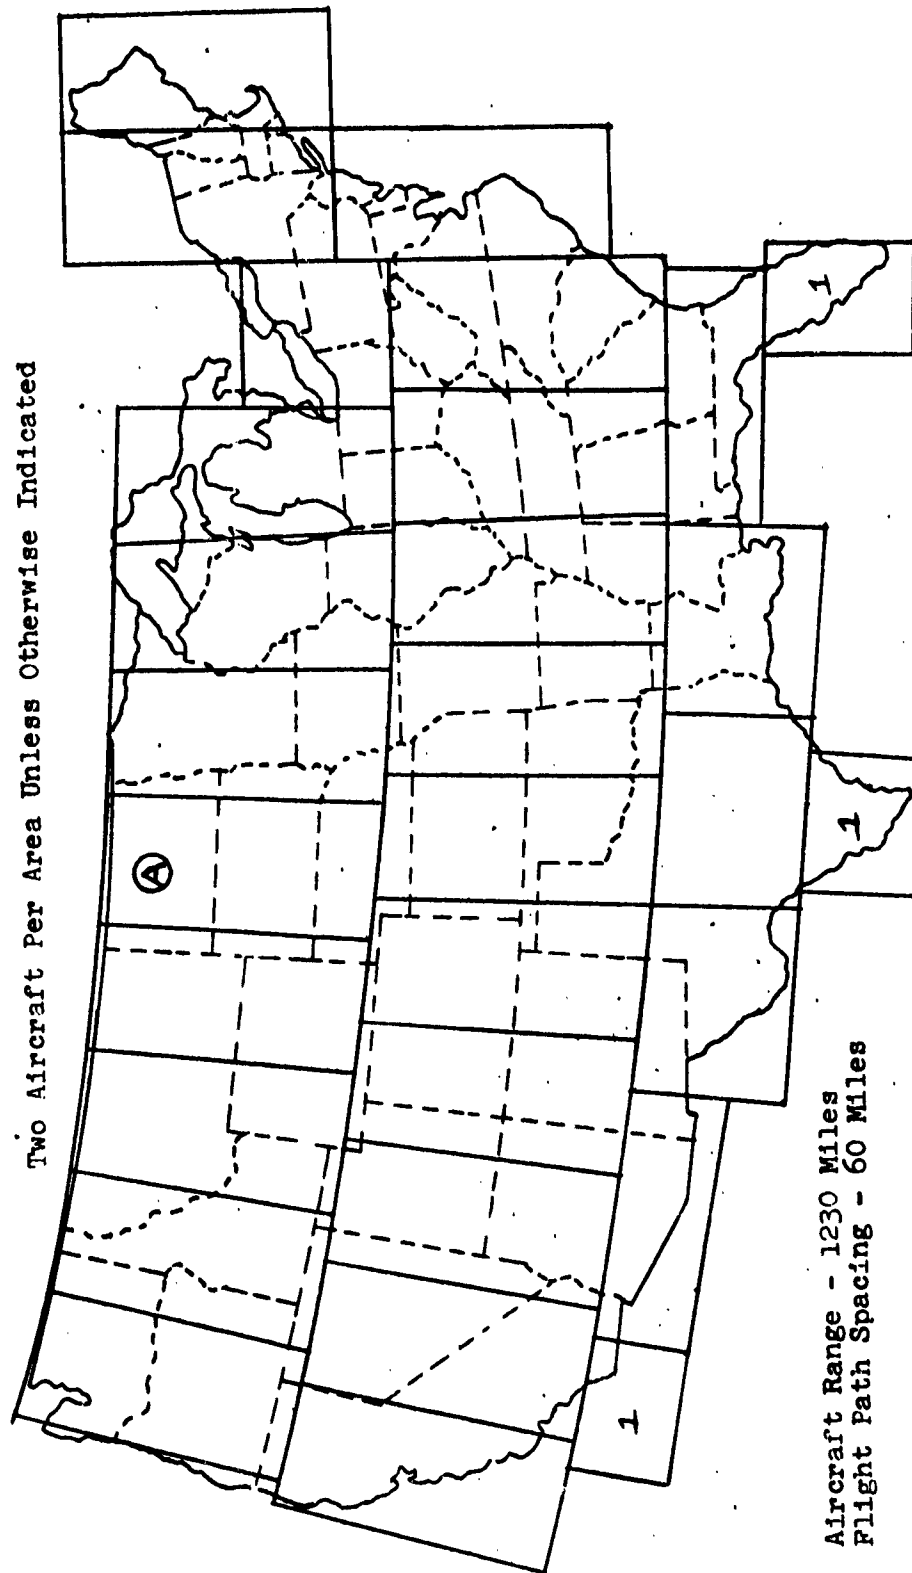 Two Aircraft Per Area Unless Otherwise Indicated
A
1
1
1
Aircraft Range - 1230 Miles
Flight Path Spacing - 60 Miles